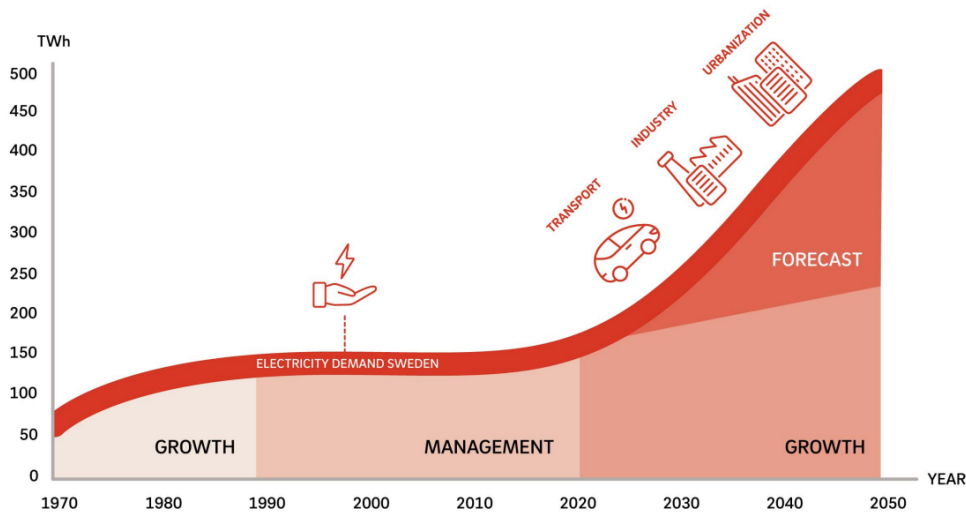 TWh
500
450
400
350
300
250
200
150
100
50
0
URBANIZATION
INDUSTRY
TRANSPORT
FORECAST
ELECTRICITY DEMAND SWEDEN
GROWTH
MANAGEMENT
GROWTH
YEAR
1970
1980
1990
2000
2010
2020
2030
2040
2050